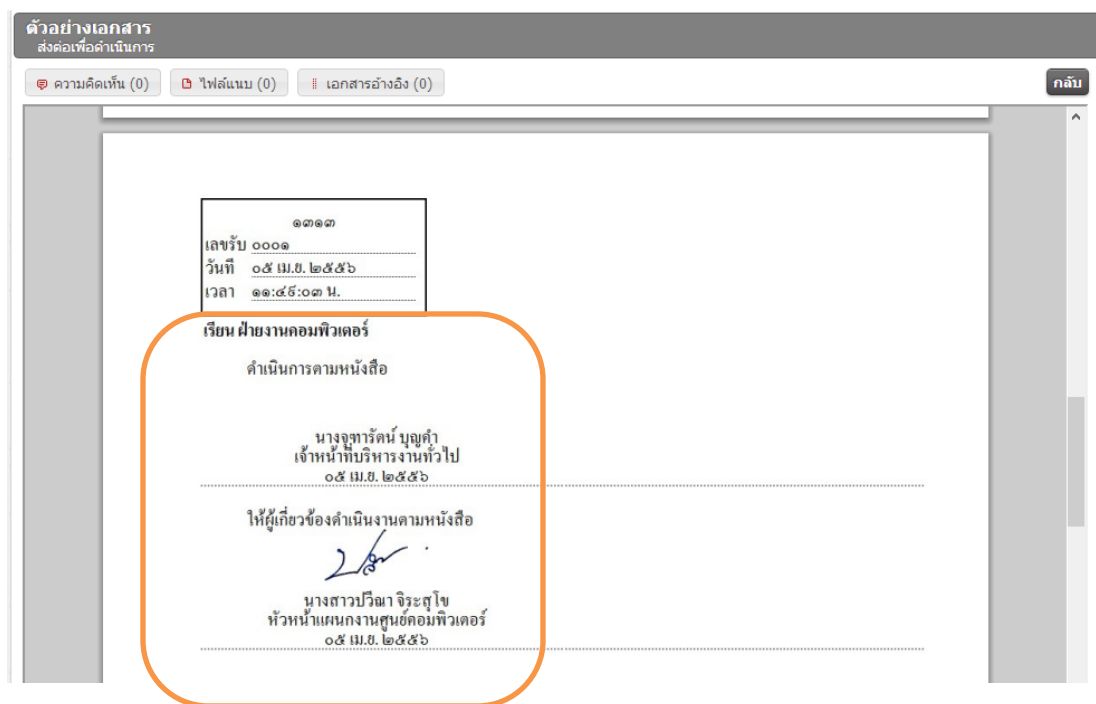 ตัวอย่างเอกสาร
ส่งต่อเพื่อดำเนินการ
ความคิดเห็น (0) ไฟล์แนบ (0) เอกสารอ้างอิง (0) กลับ
๑๓๑๓
เลขรับ ๐๐๐๑
วันที่ ๐๕ เม.ย. ๒๕๕๖
เวลา ๑๑:๔๕:๐๓ น.
เรียน ฝ่ายงานคอมพิวเตอร์
ดำเนินการตามหนังสือ
นางจุฑารัตน์ บุญคำ
เจ้าหน้าที่บริหารงานทั่วไป
๐๕ เม.ย. ๒๕๕๖
ให้ผู้เกี่ยวข้องดำเนินงานตามหนังสือ
นางสาวปวีณา จิระสุโข
หัวหน้าแผนกงานศูนย์คอมพิวเตอร์
๐๕ เม.ย. ๒๕๕๖